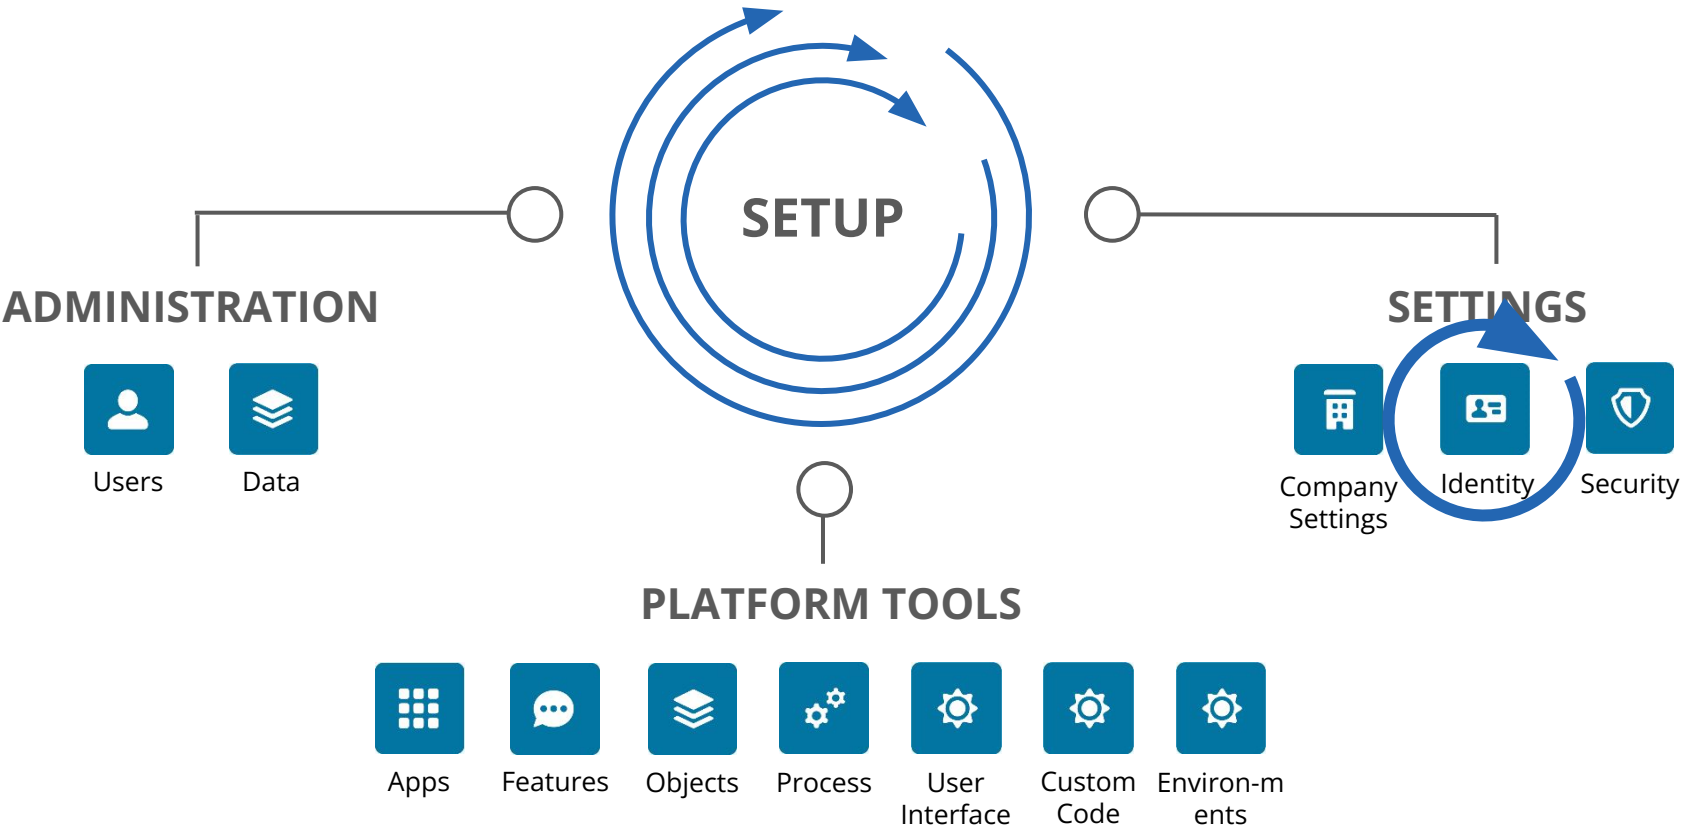 SETUP
ADMINISTRATION
Users
Data
SETTINGS
Company
Settings
Identity
Security
PLATFORM TOOLS
Apps
Features
Objects
Process
User
Interface
Custom
Code
Environ-m
ents